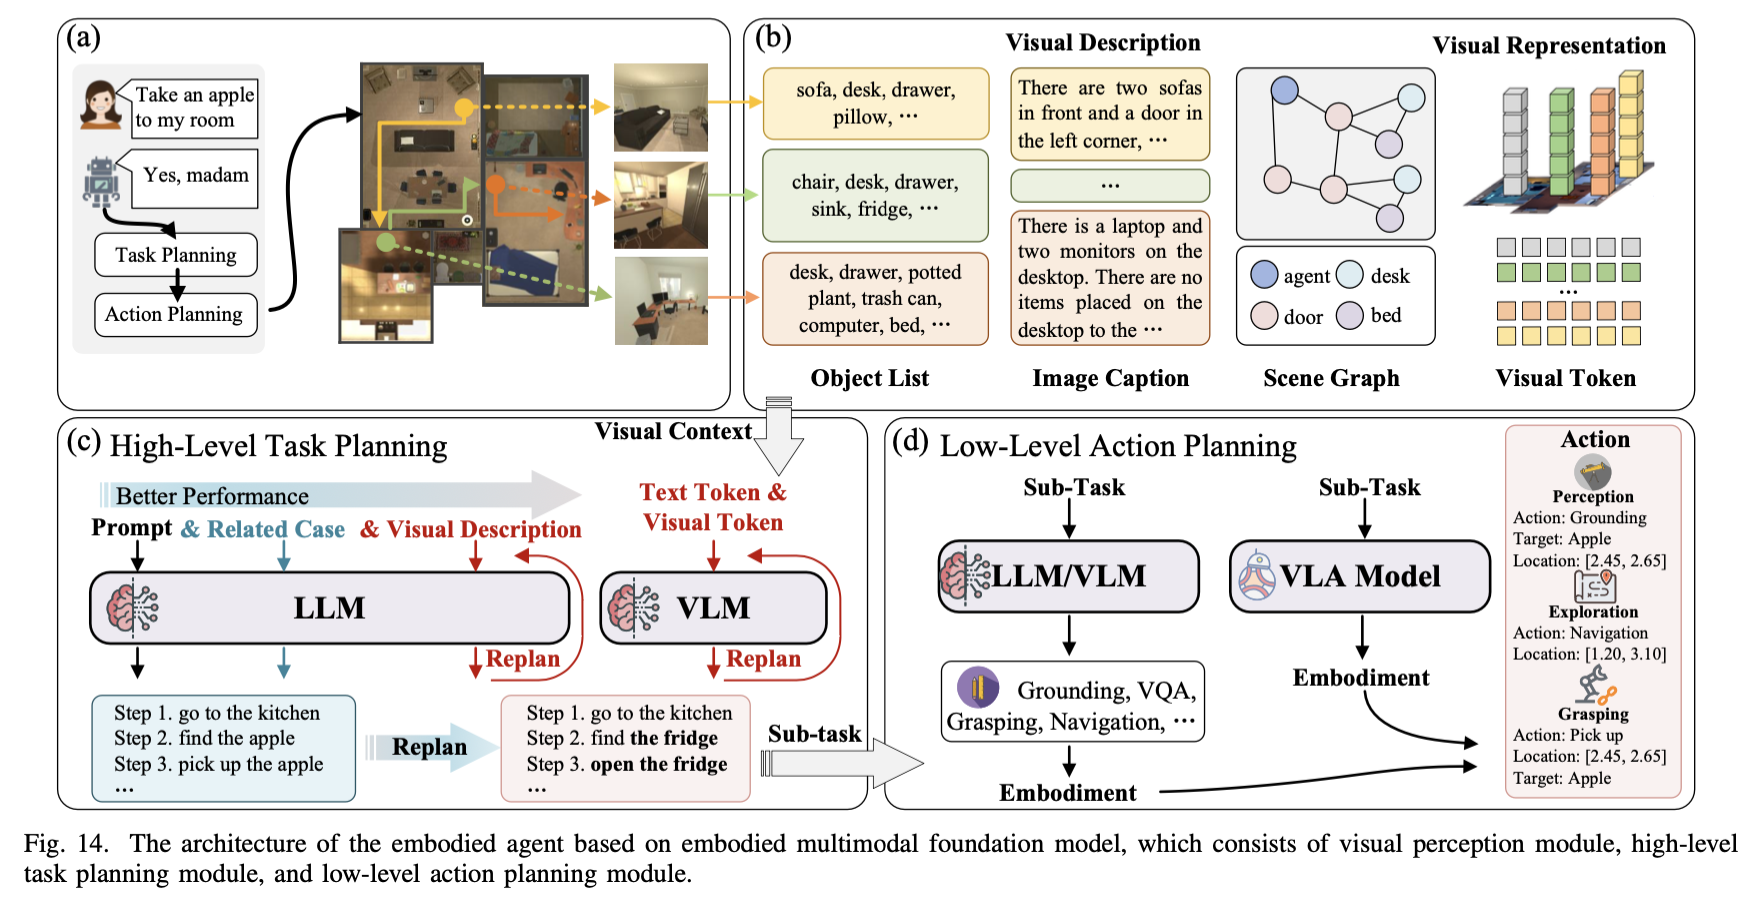 (a)
Take an apple
to my room
Yes, madam
Task Planning
Action Planning
(b)
Visual Description
Visual Representation
sofa, desk, drawer,
pillow, ···
chair, desk, drawer,
sink, fridge, ···
desk, drawer, potted
plant, trash can,
computer, bed, ···
Object List
There are two sofas
in front and a door in
the left corner, ···
···
There is a laptop and
two monitors on the
desktop. There are no
items placed on the
desktop to the ···
Image Caption
agent
desk
door
bed
Scene Graph
···
Visual Token
(c) High-Level Task Planning
Visual Context
Better Performance
Prompt & Related Case & Visual Description
Text Token &
Visual Token
LLM
VLM
Replan
Replan
Step 1. go to the kitchen
Step 2. find the apple
Step 3. pick up the apple
···
Replan
Step 1. go to the kitchen
Step 2. find the fridge
Step 3. open the fridge
···
Sub-task
(d) Low-Level Action Planning
Sub-Task
LLM/VLM
Grounding, VQA,
Grasping, Navigation, ···
Embodiment
Sub-Task
VLA Model
Embodiment
Action
Perception
Action: Grounding
Target: Apple
Location: [2.45, 2.65]
Exploration
Action: Navigation
Location: [1.20, 3.10]
Grasping
Action: Pick up
Location: [2.45, 2.65]
Target: Apple
Fig. 14. The architecture of the embodied agent based on embodied multimodal foundation model, which consists of visual perception module, high-level
task planning module, and low-level action planning module.